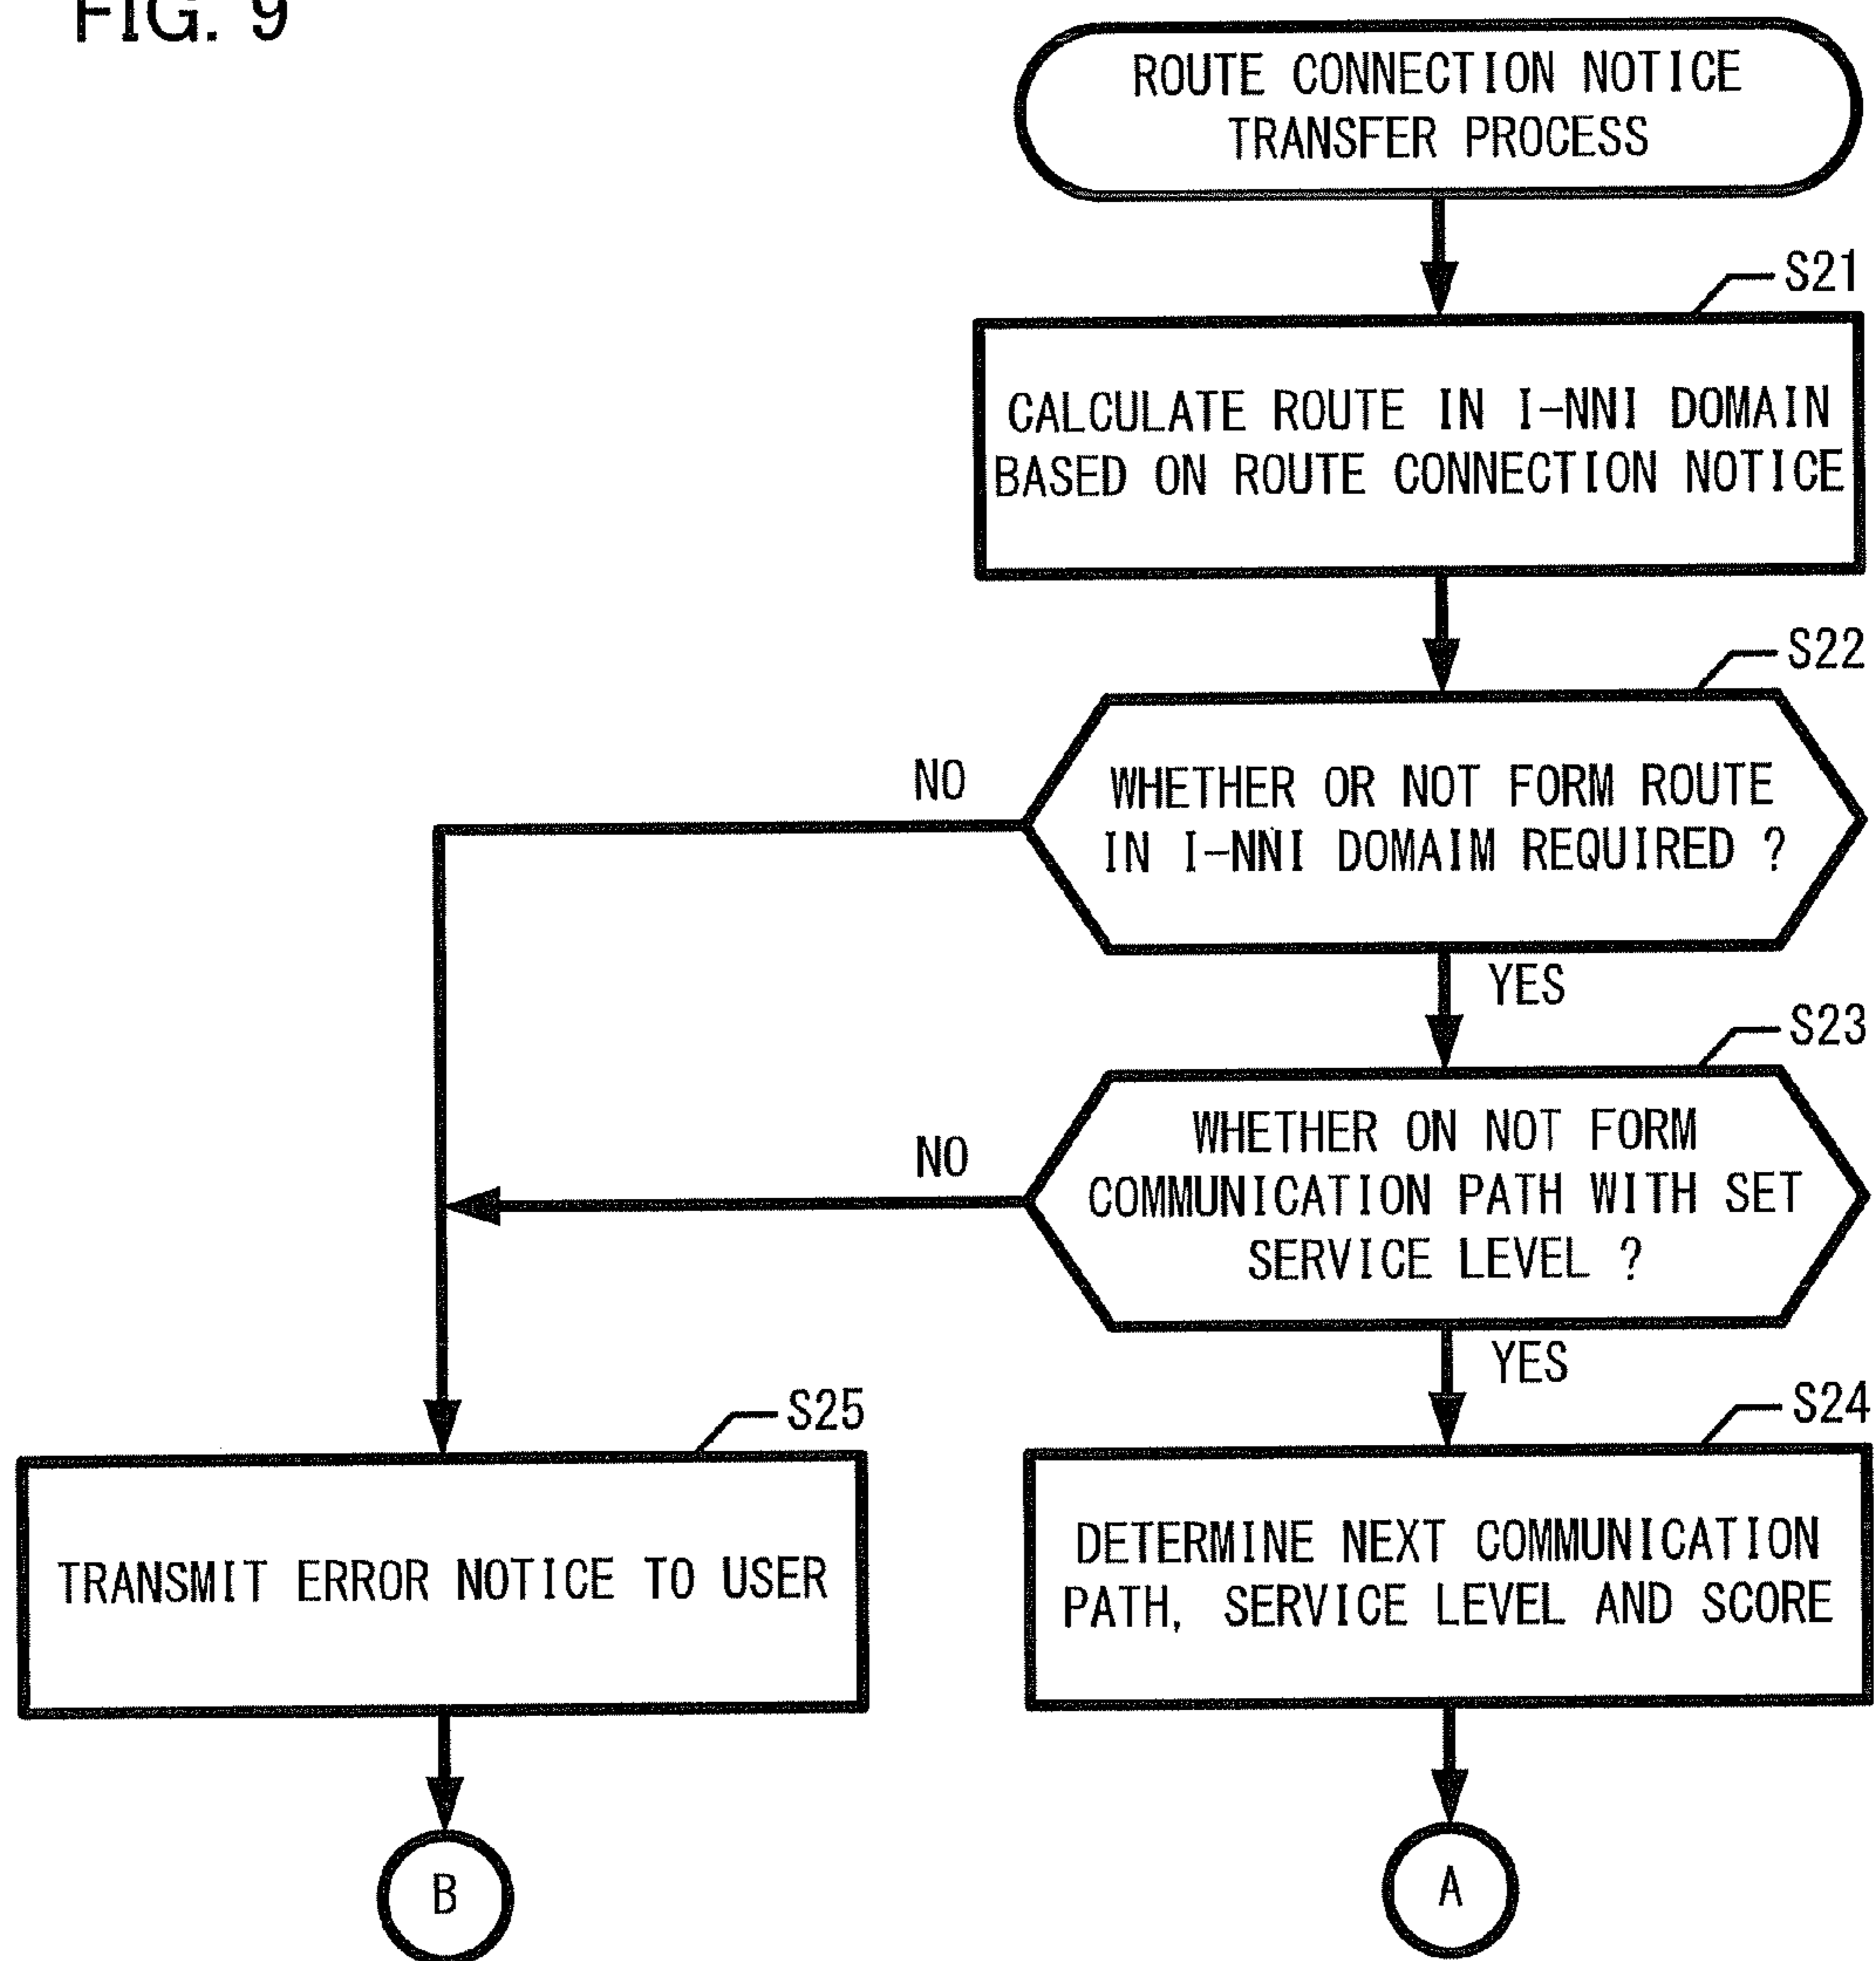 FIG. 9
ROUTE CONNECTION NOTICE
TRANSFER PROCESS
S21
CALCULATE ROUTE IN I-NNI DOMAIN
BASED ON ROUTE CONNECTION NOTICE
S22
WHETHER OR NOT FORM ROUTE
IN I-NNI DOMAIM REQUIRED ?
NO
YES
S23
WHETHER ON NOT FORM
COMMUNICATION PATH WITH SET
SERVICE LEVEL ?
NO
YES
S25
TRANSMIT ERROR NOTICE TO USER
S24
DETERMINE NEXT COMMUNICATION
PATH, SERVICE LEVEL AND SCORE
B
A